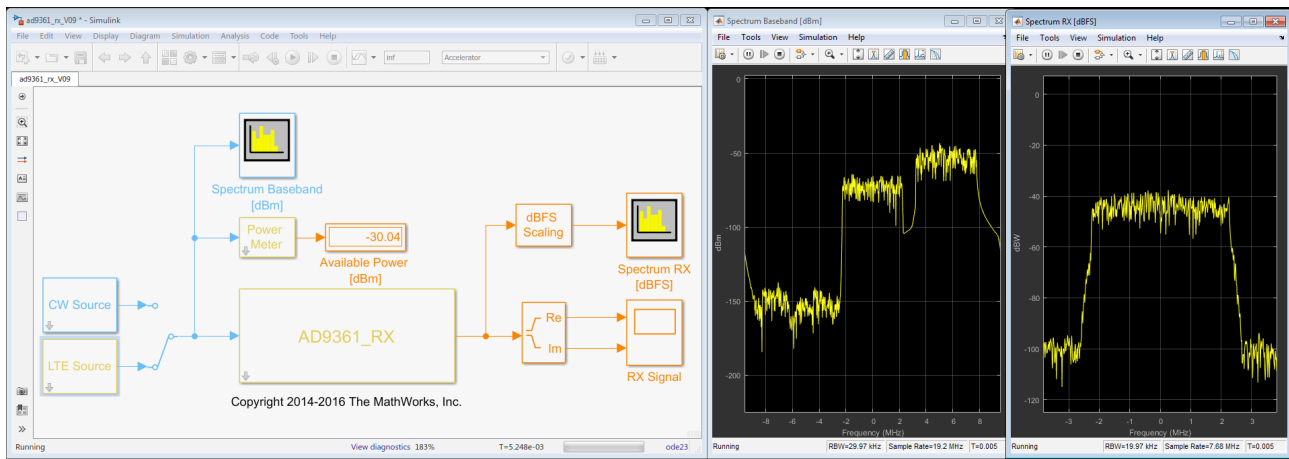 ad9361_rx_V09 * - Simulink
File Edit View Display Diagram Simulation Analysis Code Tools Help
inf
Accelerator
ad9361_rx_V09
Spectrum Baseband
[dBm]
Power
Meter
-30.04
Available Power
[dBm]
dBFS
Scaling
Spectrum RX
[dBFS]
CW Source
LTE Source
AD9361_RX
Re
Im
RX Signal
Copyright 2014-2016 The MathWorks, Inc.
Running
View diagnostics 183%
T=5.248e-03
ode23
Spectrum Baseband [dBm]
File Tools View Simulation Help
0
-50
-100
-150
-200
dBm
-8 -6 -4 -2 0 2 4 6 8
Frequency (MHz)
Running
RBW=29.97 kHz Sample Rate=19.2 MHz T=0.005
Spectrum RX [dBFS]
File Tools View Simulation Help
0
-20
-40
-60
-80
-100
-120
dBW
-3 -2 -1 0 1 2 3
Frequency (MHz)
Running
RBW=19.97 kHz Sample Rate=7.68 MHz T=0.005